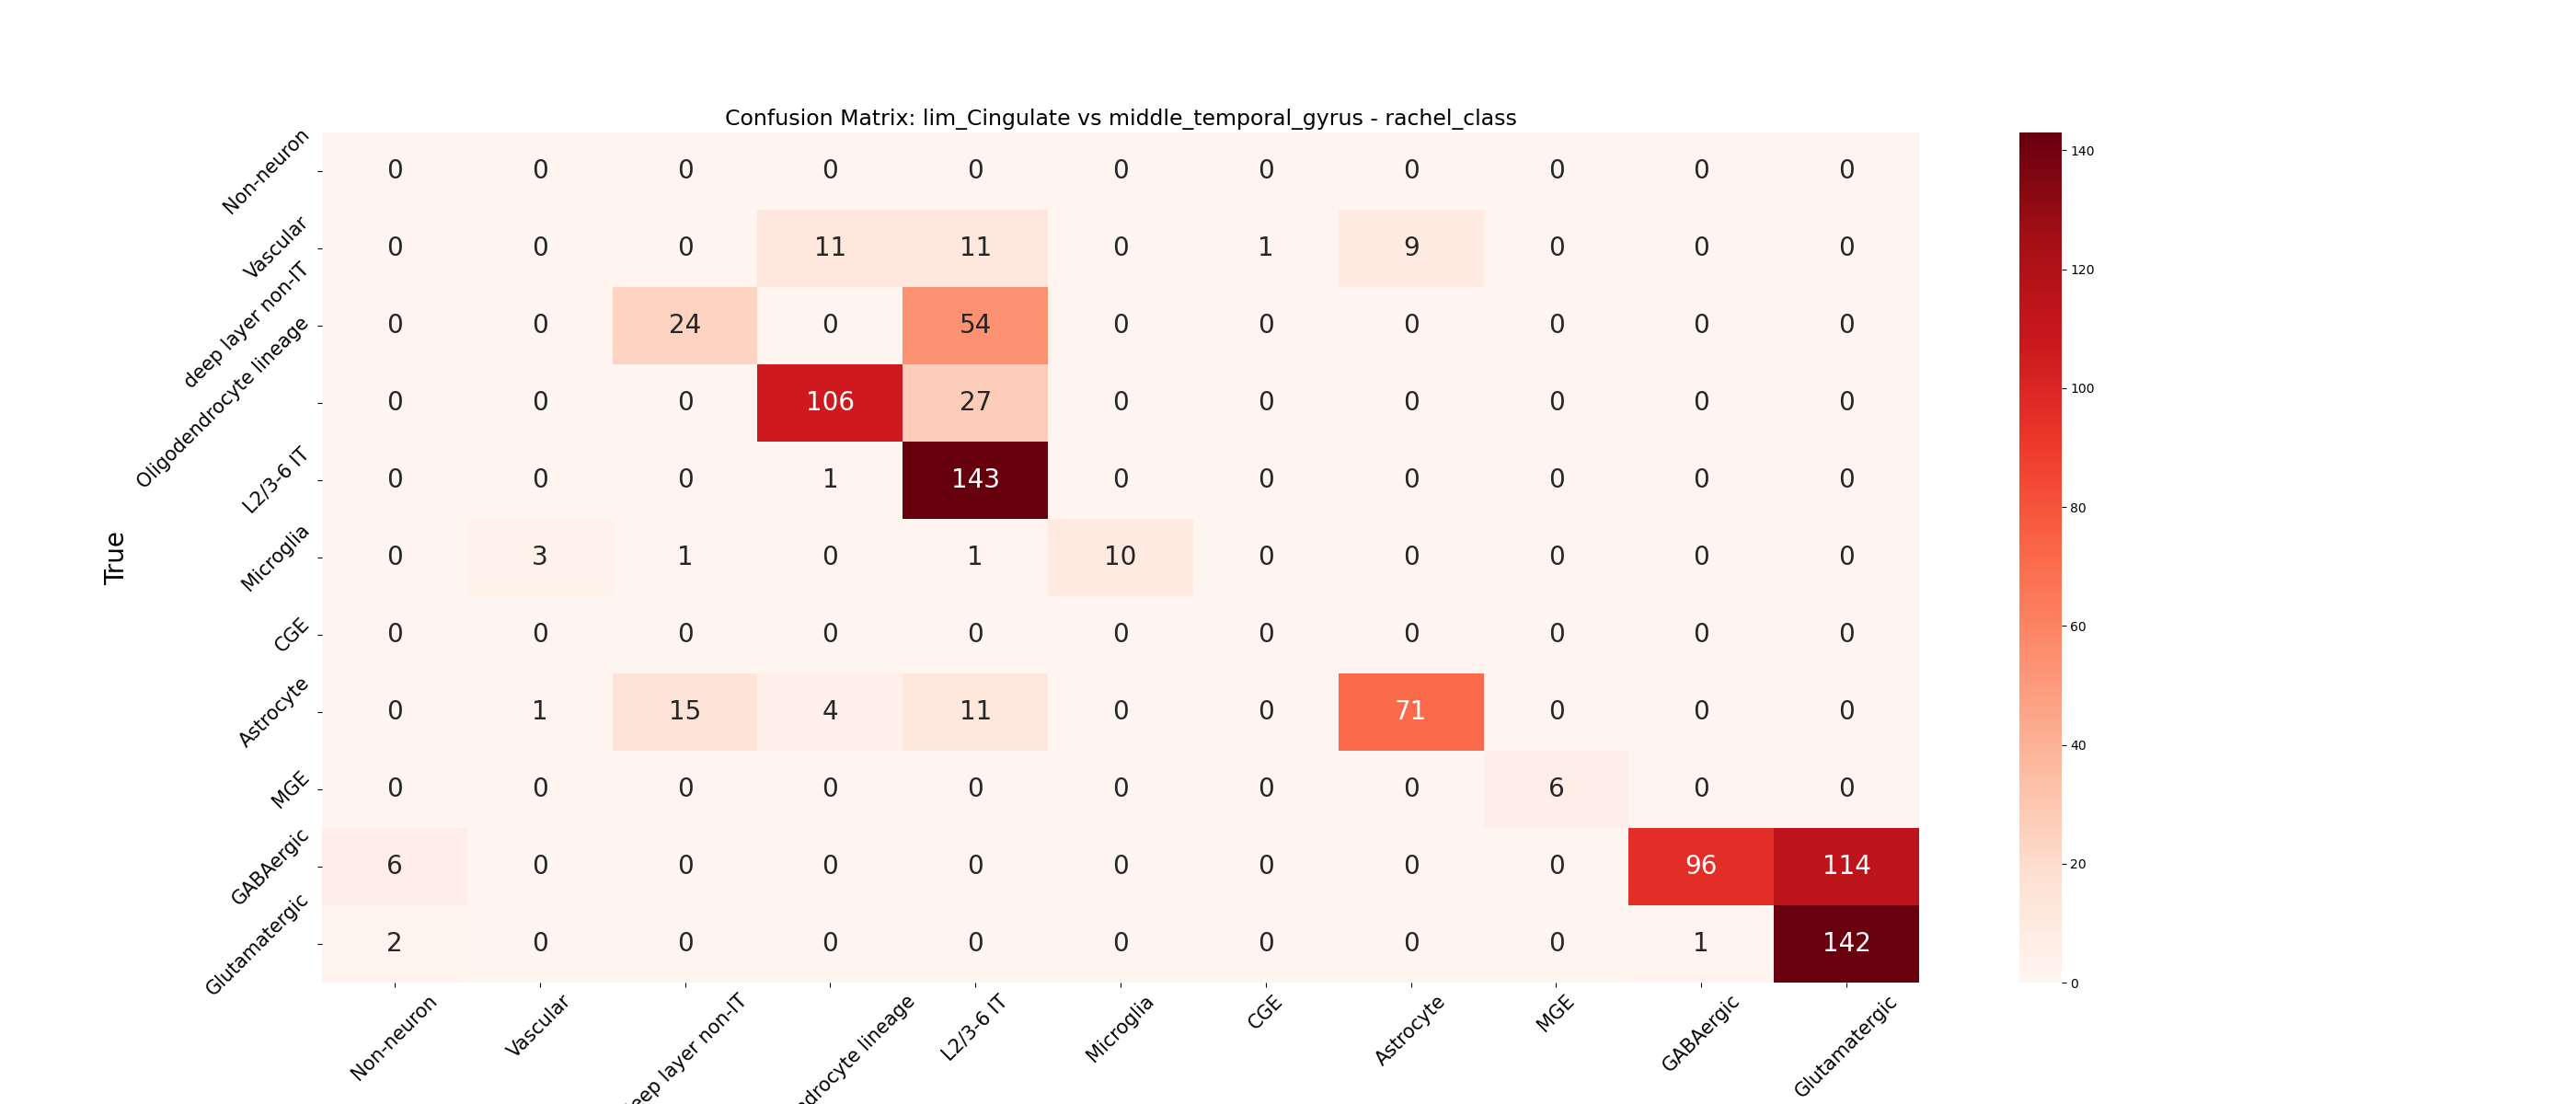 Confusion Matrix: lim_Cingulate vs middle_temporal_gyrus - rachel_class
True
Non-neuron 0 0 0 0 0 0 0 0 0 0 0
Vascular 0 0 0 11 11 0 1 9 0 0 0
deep layer non-IT 0 0 24 0 54 0 0 0 0 0 0
Oligodendrocyte lineage 0 0 0 106 27 0 0 0 0 0 0
L2/3-6 IT 0 0 0 1 143 0 0 0 0 0 0
Microglia 0 3 1 0 1 10 0 0 0 0 0
CGE 0 0 0 0 0 0 0 0 0 0 0
Astrocyte 0 1 15 4 11 0 0 71 0 0 0
MGE 0 0 0 0 0 0 0 0 6 0 0
GABAergic 6 0 0 0 0 0 0 0 0 96 114
Glutamatergic 2 0 0 0 0 0 0 0 0 1 142
Non-neuron Vascular layer non-IT lineage L2/3-6 IT Microglia CGE Astrocyte MGE GABAergic Glutamatergic
140
120
100
80
60
40
20
0